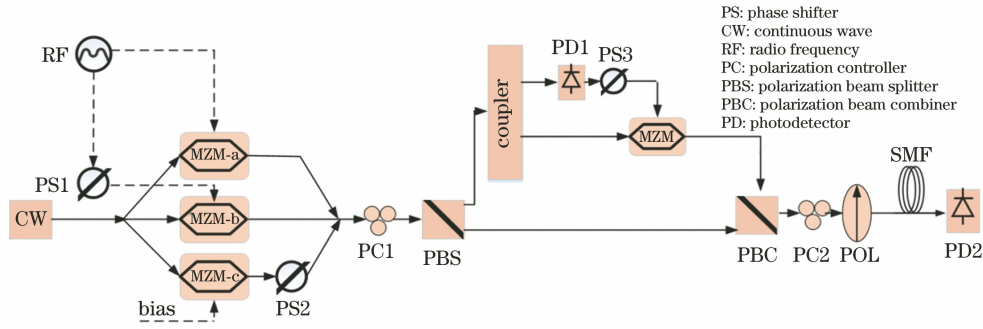 PS: phase shifter
CW: continuous wave
RF: radio frequency
PC: polarization controller
PBS: polarization beam splitter
PBC: polarization beam combiner
PD: photodetector
RF
PD1
PS3
coupler
MZM
MZM-a
PS1
MZM-b
CW
MZM-c
PS2
bias
PC1
PBS
SMF
PBC
PC2
POL
PD2